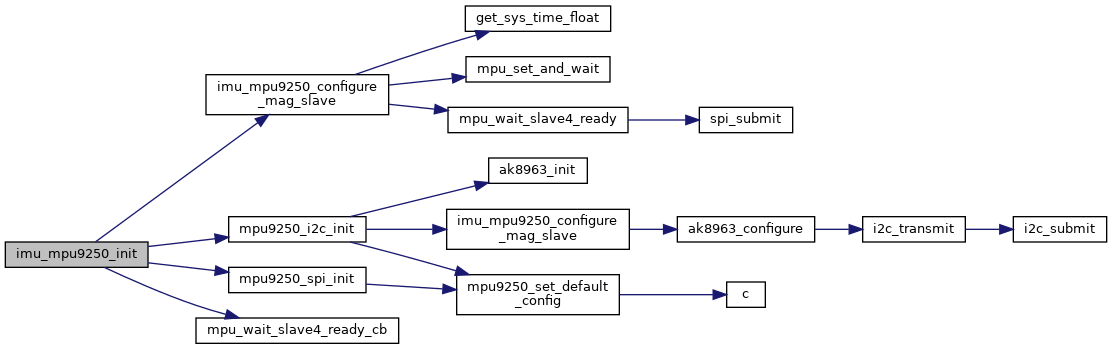 get_sys_time_float
imu_mpu9250_configure
_mag_slave
mpu_set_and_wait
mpu_wait_slave4_ready
spi_submit
ak8963_init
mpu9250_i2c_init
imu_mpu9250_configure
_mag_slave
ak8963_configure
i2c_transmit
i2c_submit
imu_mpu9250_init
mpu9250_spi_init
mpu9250_set_default
_config
c
mpu_wait_slave4_ready_cb